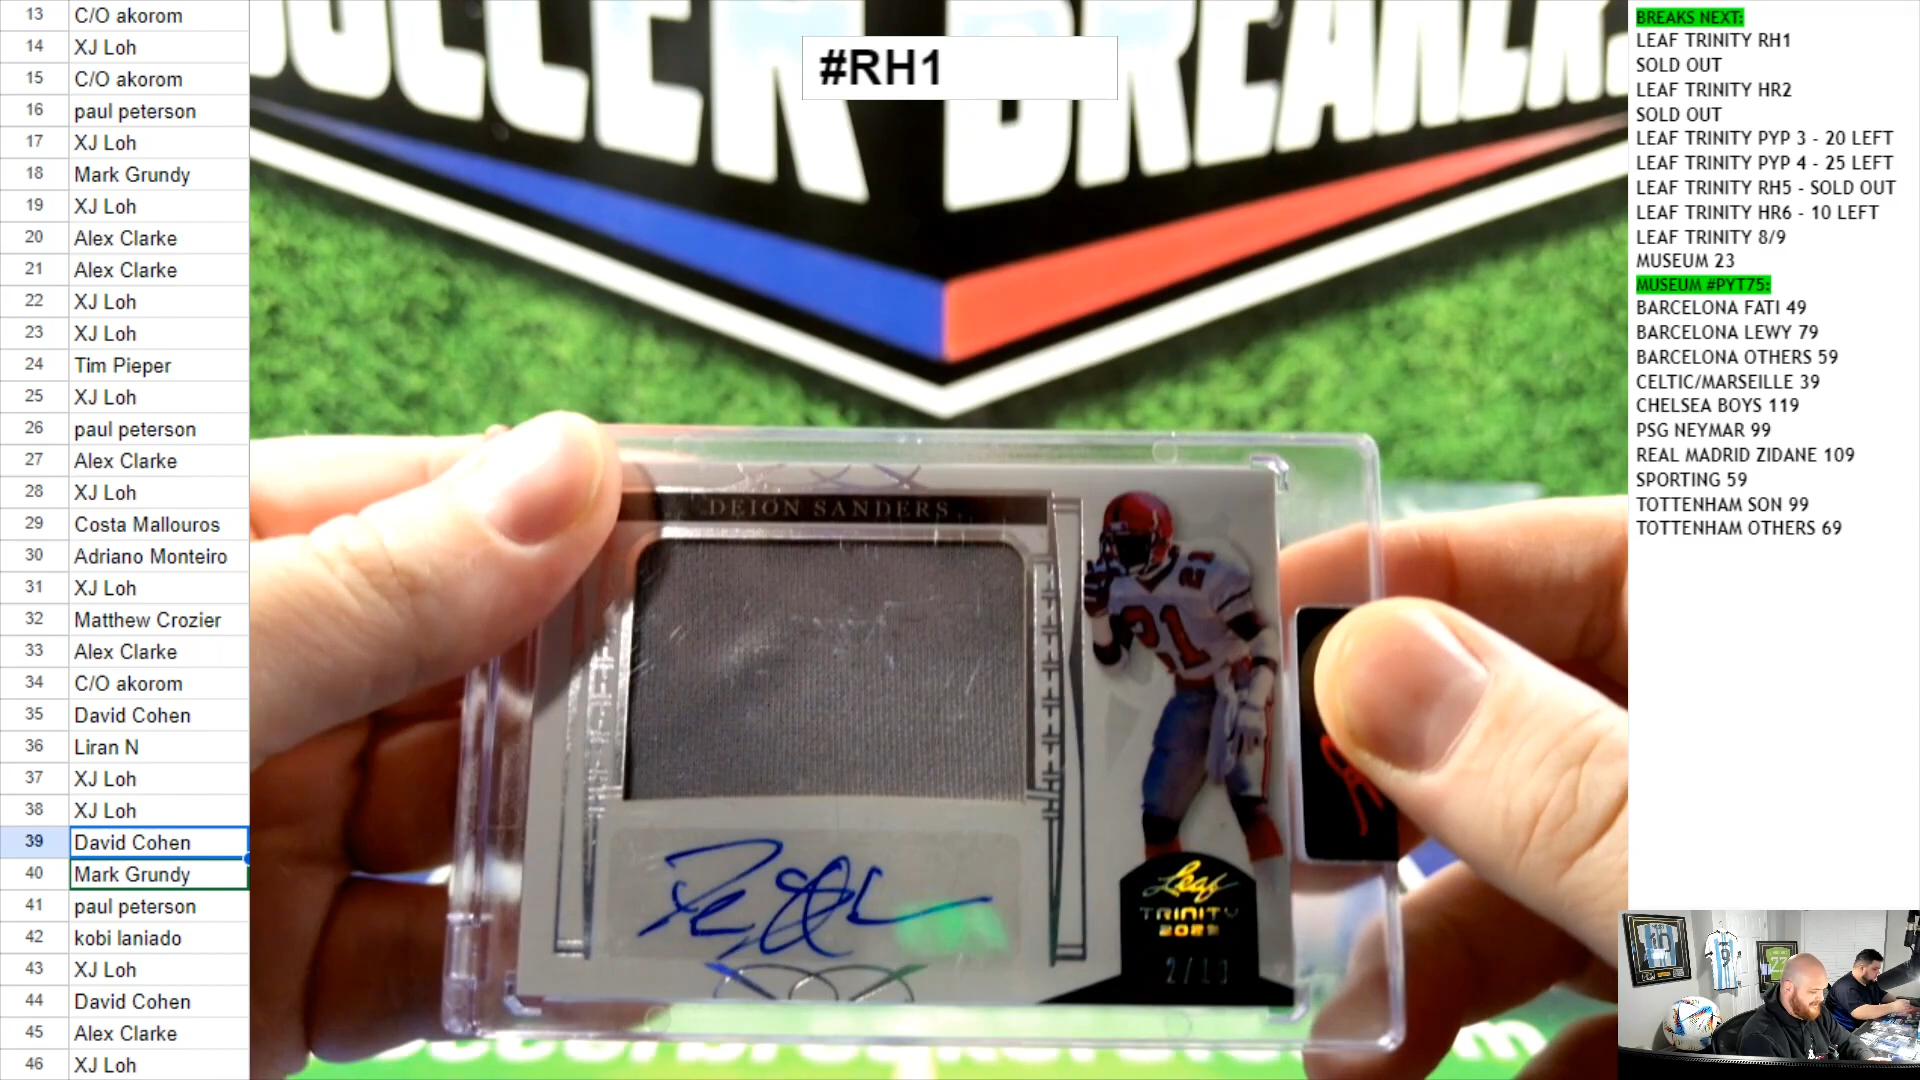 13 C/O akorom
14 XJ Loh
15 C/O akorom
16 paul peterson
17 XJ Loh
18 Mark Grundy
19 XJ Loh
20 Alex Clarke
21 Alex Clarke
22 XJ Loh
23 XJ Loh
24 Tim Pieper
25 XJ Loh
26 paul peterson
27 Alex Clarke
28 XJ Loh
29 Costa Mallouros
30 Adriano Monteiro
31 XJ Loh
32 Matthew Crozier
33 Alex Clarke
34 C/O akorom
35 David Cohen
36 Liran N
37 XJ Loh
38 XJ Loh
39 David Cohen
40 Mark Grundy
41 paul peterson
42 kobi laniado
43 XJ Loh
44 David Cohen
45 Alex Clarke
46 XJ Loh
#RH1
DEION SANDERS
21
21
Leaf
TRINITY
2/10
BREAKS NEXT:
LEAF TRINITY RH1
SOLD OUT
LEAF TRINITY HR2
SOLD OUT
LEAF TRINITY PYP 3 - 20 LEFT
LEAF TRINITY PYP 4 - 25 LEFT
LEAF TRINITY RH5 - SOLD OUT
LEAF TRINITY HR6 - 10 LEFT
LEAF TRINITY 8/9
MUSEUM 23
MUSEUM #PYT75:
BARCELONA FATI 49
BARCELONA LEWY 79
BARCELONA OTHERS 59
CELTIC/MARSEILLE 39
CHELSEA BOYS 119
PSG NEYMAR 99
REAL MADRID ZIDANE 109
SPORTING 59
TOTTENHAM SON 99
TOTTENHAM OTHERS 69